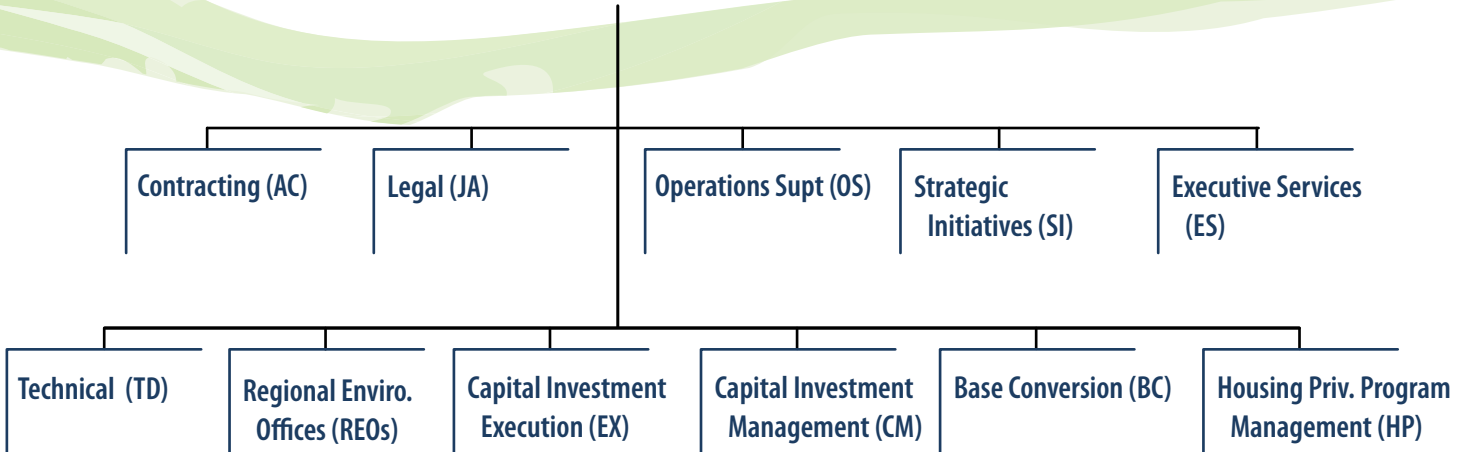 Contracting (AC)
Legal (JA)
Operations Supt (OS)
Strategic
Initiatives (SI)
Executive Services
(ES)
Technical (TD)
Regional Enviro.
Offices (REOs)
Capital Investment
Execution (EX)
Capital Investment
Management (CM)
Base Conversion (BC)
Housing Priv. Program
Management (HP)